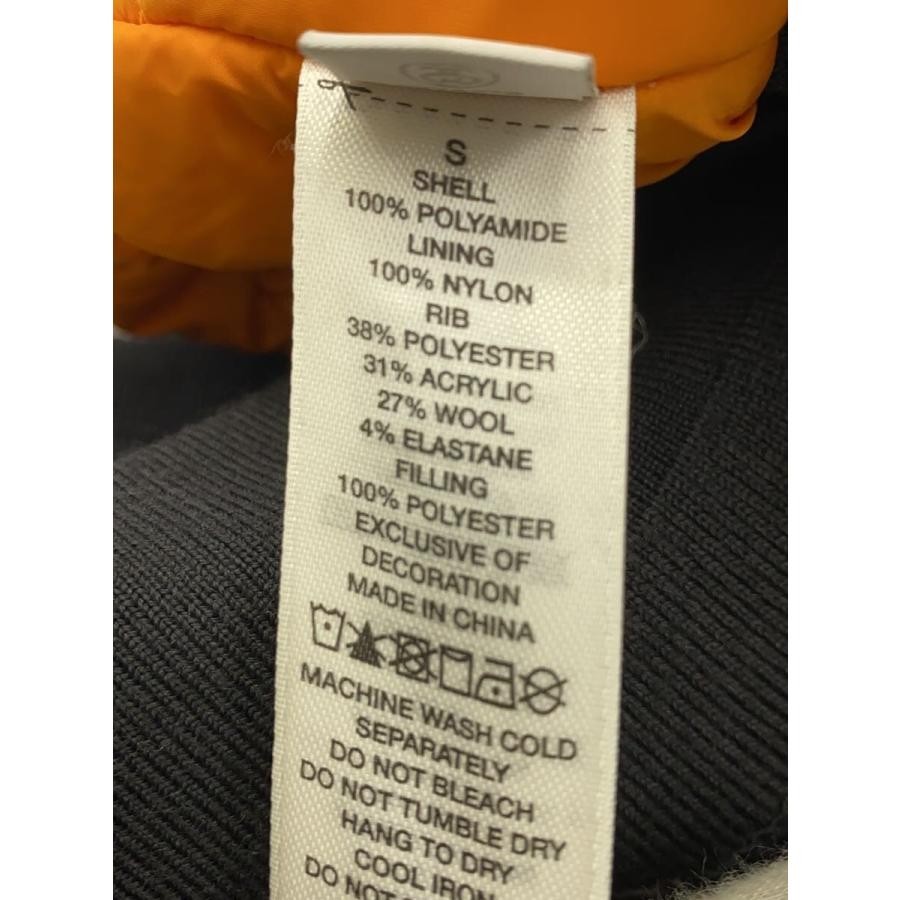 S
SHELL
100% POLYAMIDE
LINING
100% NYLON
RIB
38% POLYESTER
31% ACRYLIC
27% WOOL
4% ELASTANE
FILLING
100% POLYESTER
EXCLUSIVE OF
DECORATION
MADE IN CHINA
MACHINE WASH COLD
SEPARATELY
DO NOT BLEACH
DO NOT TUMBLE DRY
HANG TO DRY
COOL IRON
DO NOT